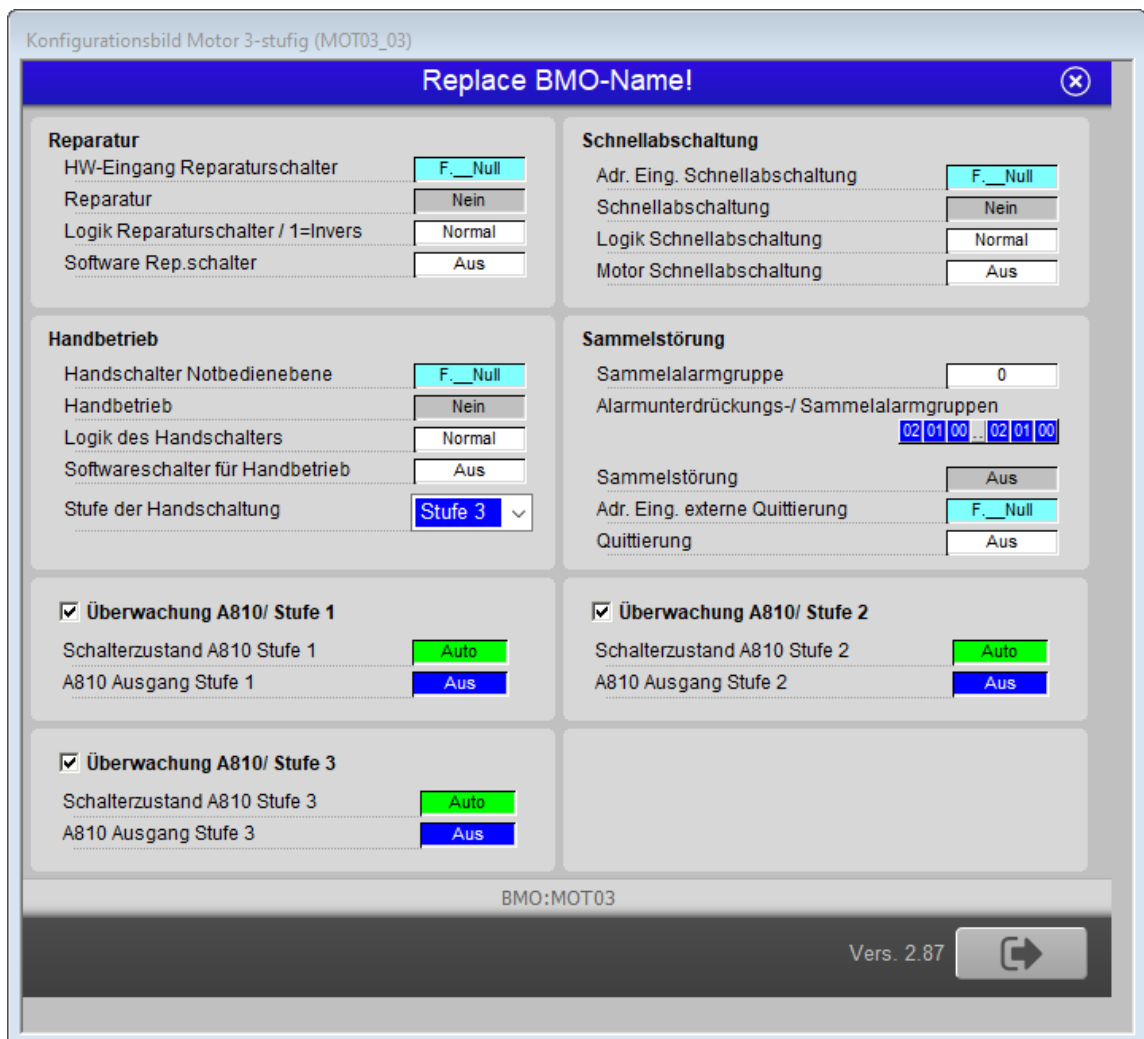 Konfigurationsbild Motor 3-stufig (MOT03_03)
Replace BMO-Name!
Reparatur
HW-Eingang Reparaturschalter F.__Null
Reparatur Nein
Logik Reparaturschalter / 1=Invers Normal
Software Rep.schalter Aus
Schnellabschaltung
Adr. Eing. Schnellabschaltung F.__Null
Schnellabschaltung Nein
Logik Schnellabschaltung Normal
Motor Schnellabschaltung Aus
Handbetrieb
Handschalter Notbedienebene F.__Null
Handbetrieb Nein
Logik des Handschalters Normal
Softwareschalter für Handbetrieb Aus
Stufe der Handschaltung Stufe 3
Sammelstörung
Sammelalarmgruppe 0
Alarmunterdrückungs-/ Sammelalarmgruppen
02 01 00 .. 02 01 00
Sammelstörung Aus
Adr. Eing. externe Quittierung F.__Null
Quittierung Aus
Überwachung A810/ Stufe 1
Schalterzustand A810 Stufe 1 Auto
A810 Ausgang Stufe 1 Aus
Überwachung A810/ Stufe 2
Schalterzustand A810 Stufe 2 Auto
A810 Ausgang Stufe 2 Aus
Überwachung A810/ Stufe 3
Schalterzustand A810 Stufe 3 Auto
A810 Ausgang Stufe 3 Aus
BMO:MOT03
Vers. 2.87